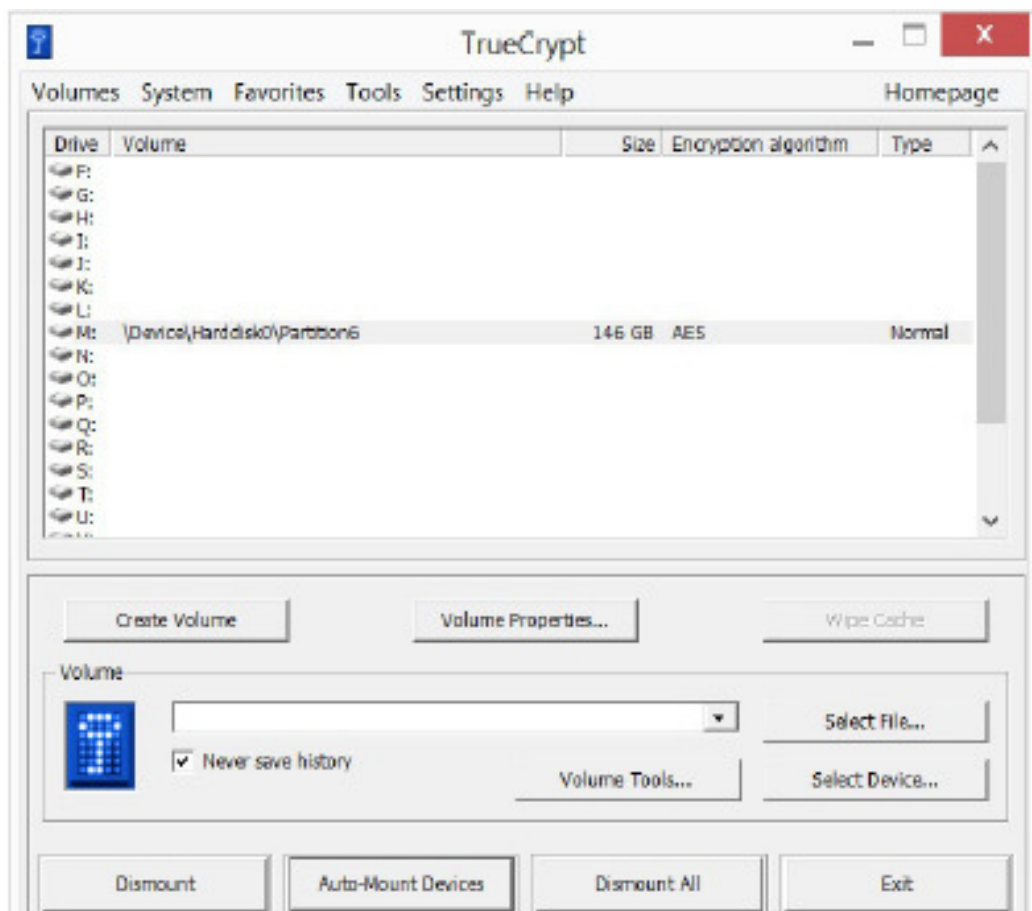 TrueCrypt
Volumes System Favorites Tools Settings Help Homepage
Drive Volume Size Encryption algorithm Type
F:
G:
H:
I:
J:
K:
L:
M: \Device\Harddisk0\Partition6 146 GB AES Normal
N:
O:
P:
Q:
R:
S:
T:
U:
Create Volume Volume Properties... Wipe Cache
Volume
Select File...
Never save history
Volume Tools... Select Device...
Dismount Auto-Mount Devices Dismount All Exit